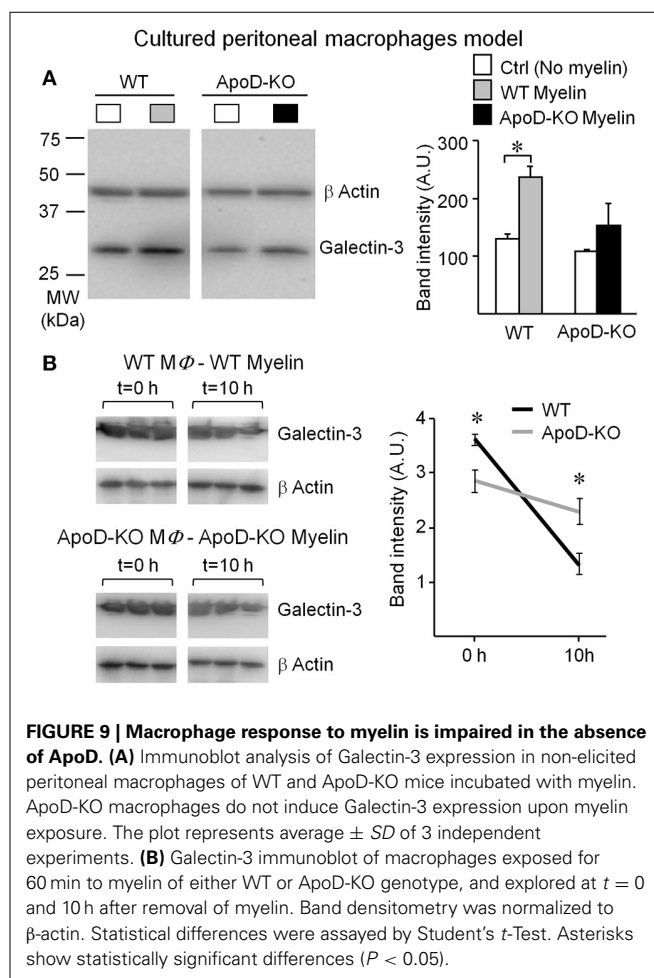 Cultured peritoneal macrophages model
A
WT
ApoD-KO
75
50
37
25
MW
(kDa)
β Actin
Galectin-3
Ctrl (No myelin)
WT Myelin
ApoD-KO Myelin
Band intensity (A.U.)
300
200
100
*
WT
ApoD-KO
B
WT MΦ - WT Myelin
t=0 h
t=10 h
Galectin-3
β Actin
ApoD-KO MΦ - ApoD-KO Myelin
t=0 h
t=10 h
Galectin-3
β Actin
WT
ApoD-KO
Band intensity (A.U.)
4
3
2
1
*
*
0 h
10h
FIGURE 9 | Macrophage response to myelin is impaired in the absence
of ApoD. (A) Immunoblot analysis of Galectin-3 expression in non-elicited
peritoneal macrophages of WT and ApoD-KO mice incubated with myelin.
ApoD-KO macrophages do not induce Galectin-3 expression upon myelin
exposure. The plot represents average ± SD of 3 independent
experiments. (B) Galectin-3 immunoblot of macrophages exposed for
60 min to myelin of either WT or ApoD-KO genotype, and explored at t = 0
and 10 h after removal of myelin. Band densitometry was normalized to
β-actin. Statistical differences were assayed by Student's t-Test. Asterisks
show statistically significant differences (P < 0.05).